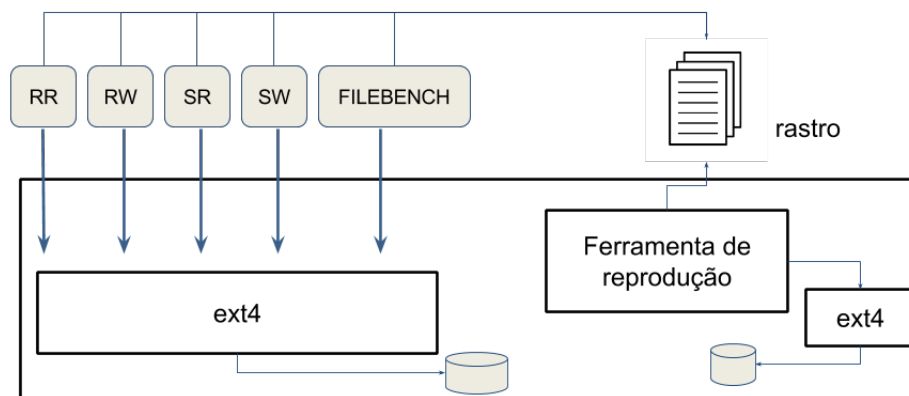 RR
RW
SR
SW
FILEBENCH
rastro
Ferramenta de
reprodução
ext4
ext4